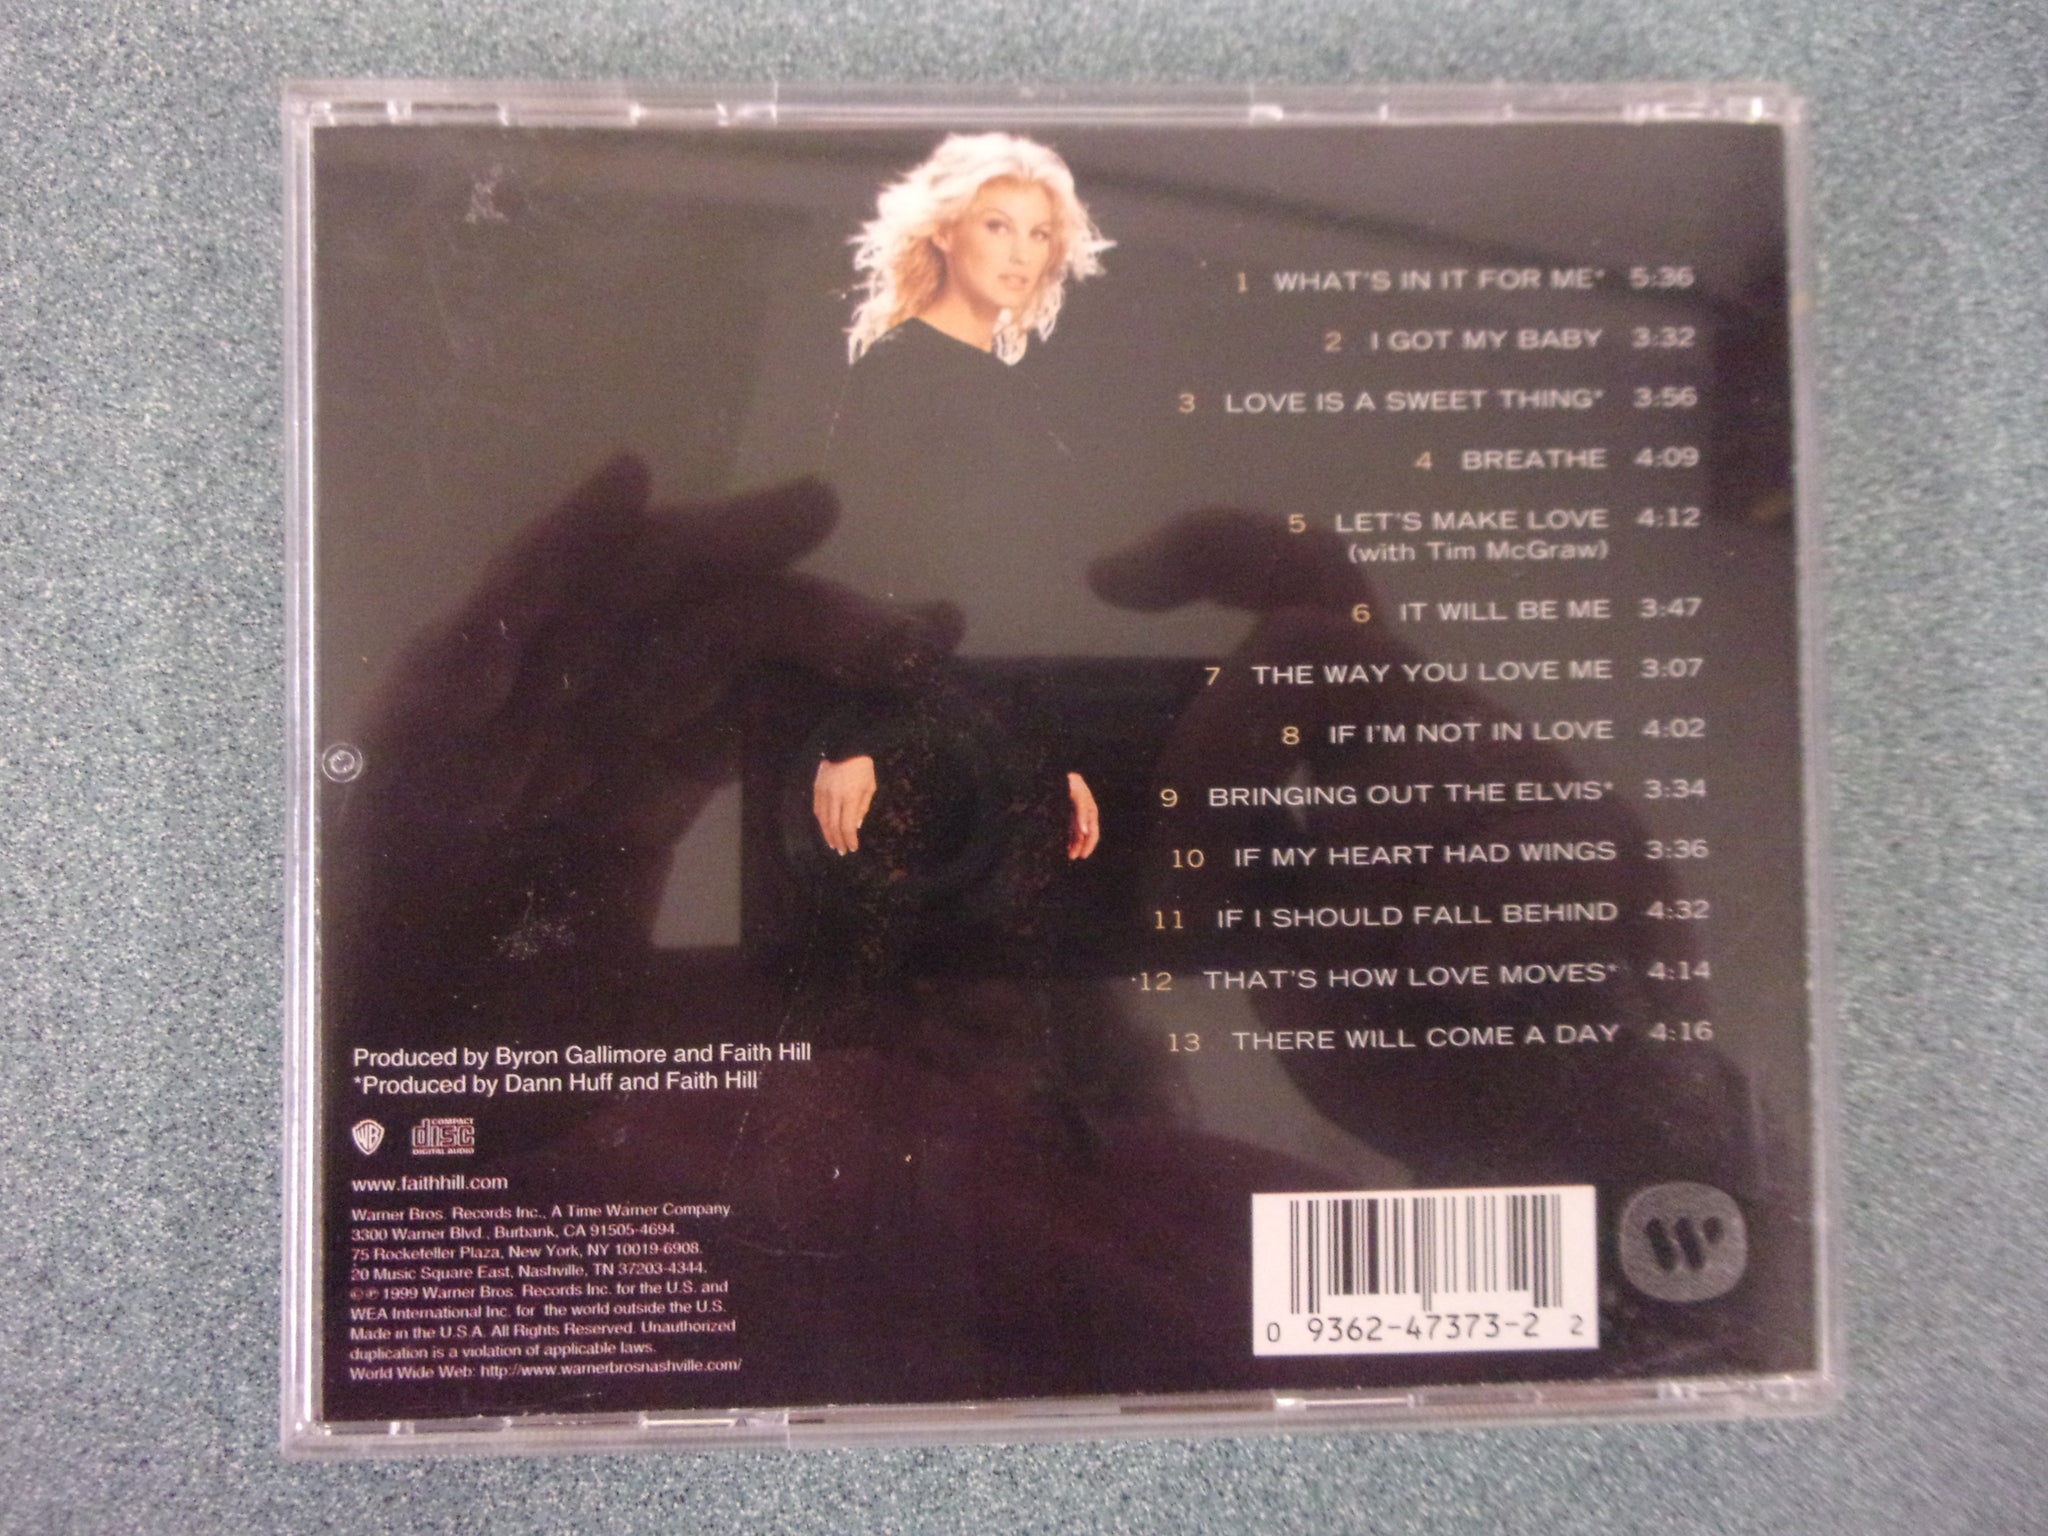 1 WHAT'S IN IT FOR ME* 5:36
2 I GOT MY BABY 3:32
3 LOVE IS A SWEET THING* 3:56
4 BREATHE 4:09
5 LET'S MAKE LOVE 4:12
(with Tim McGraw)
6 IT WILL BE ME 3:47
7 THE WAY YOU LOVE ME 3:07
8 IF I'M NOT IN LOVE 4:02
9 BRINGING OUT THE ELVIS* 3:34
10 IF MY HEART HAD WINGS 3:36
11 IF I SHOULD FALL BEHIND 4:32
12 THAT'S HOW LOVE MOVES* 4:14
13 THERE WILL COME A DAY 4:16
Produced by Byron Gallimore and Faith Hill
*Produced by Dann Huff and Faith Hill
WB COMPACT disc DIGITAL AUDIO
www.faithhill.com
Warner Bros. Records Inc., A Time Warner Company
3300 Warner Blvd., Burbank, CA 91505-4694.
75 Rockefeller Plaza, New York, NY 10019-6908.
20 Music Square East, Nashville, TN 37203-4344.
©℗ 1999 Warner Bros. Records Inc. for the U.S. and
WEA International Inc. for the world outside the U.S.
Made in the U.S.A. All Rights Reserved. Unauthorized
duplication is a violation of applicable laws.
World Wide Web: http://www.warnerbrosnashville.com/
0 9362-47373-2 2